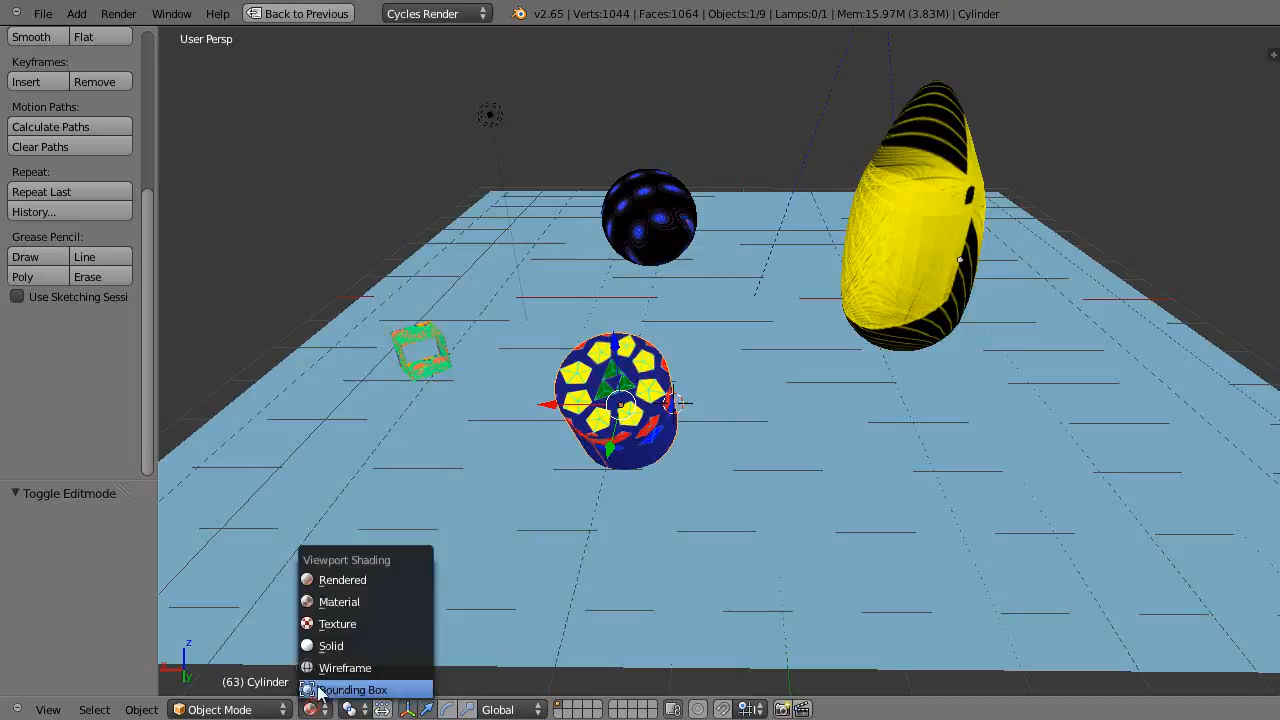 File Add Render Window Help Back to Previous Cycles Render v2.65 | Verts:1044 | Faces:1064 | Objects:1/9 | Lamps:0/1 | Mem:15.97M (3.83M) | Cylinder
Smooth Flat
User Persp
Keyframes:
Insert Remove
Motion Paths:
Calculate Paths
Clear Paths
Repeat:
Repeat Last
History...
Grease Pencil:
Draw Line
Poly Erase
Use Sketching Sessi
Toggle Editmode
Viewport Shading
Rendered
Material
Texture
Solid
Wireframe
Bounding Box
z
x
y
(63) Cylinder
View Select Object Object Mode Global